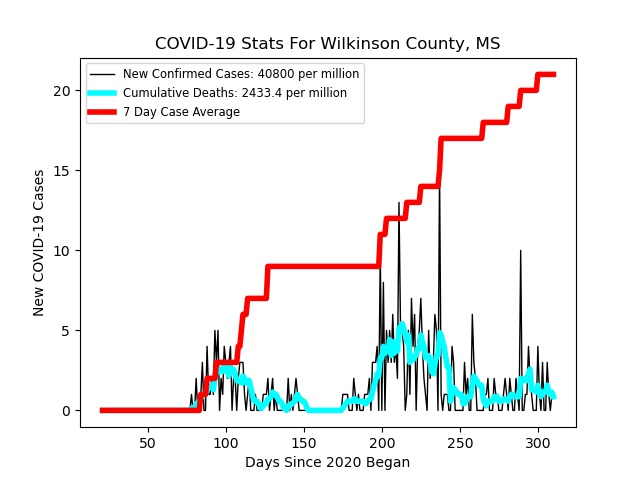 COVID-19 Stats For Wilkinson County, MS
New Confirmed Cases: 40800 per million
Cumulative Deaths: 2433.4 per million
7 Day Case Average
New COVID-19 Cases
20
15
10
5
0
50 100 150 200 250 300
Days Since 2020 Began